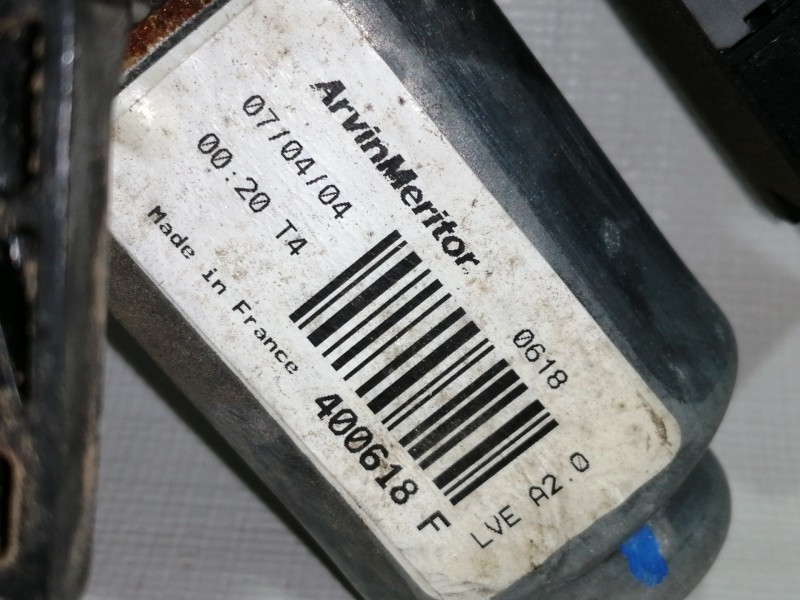 ArvinMeritor
07/04/04
00:20 T4
Made in France
0618
400618 F
LVE A2.0